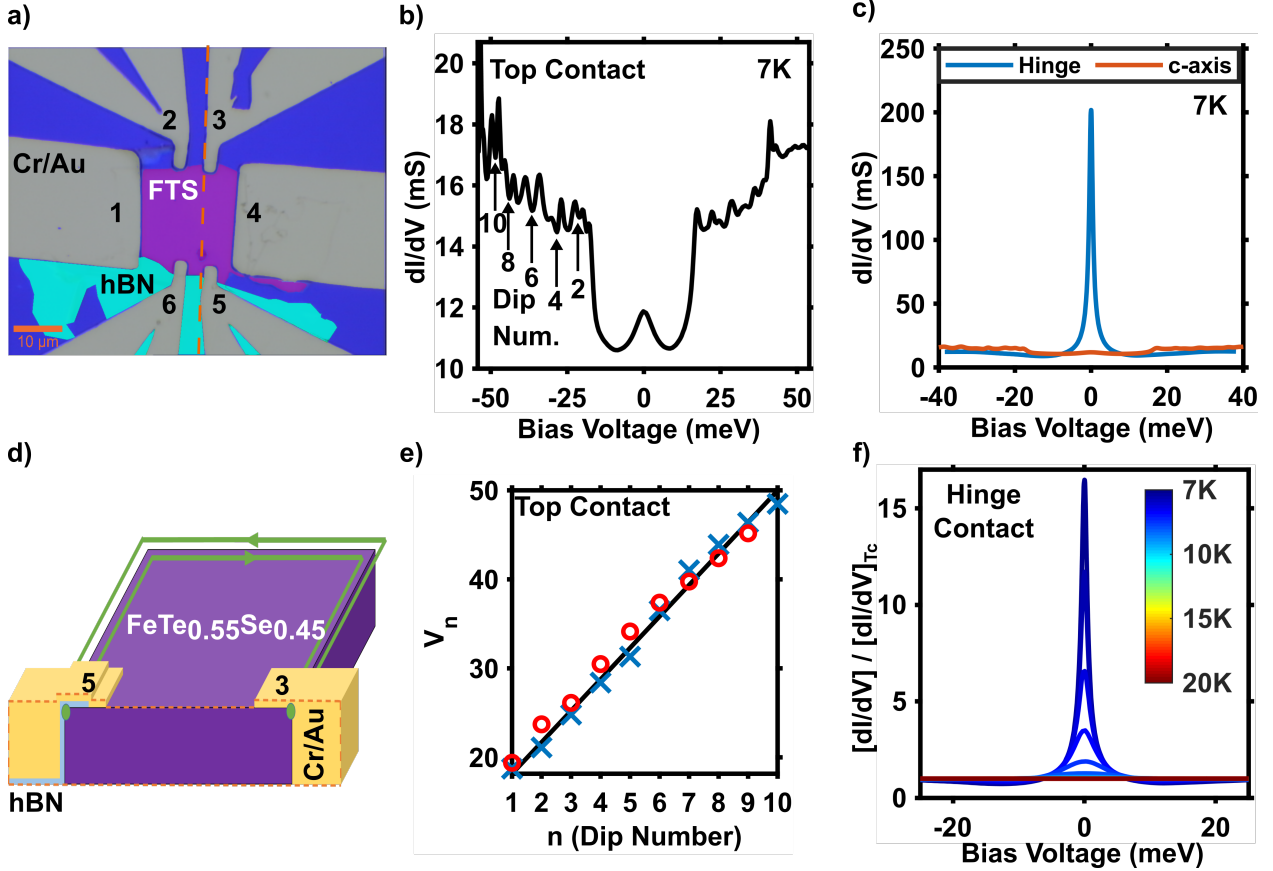 a)
2
3
Cr/Au
FTS
1
4
hBN
6
5
10 μm
b)
Top Contact
7K
20
18
16
14
12
10
10
8
6
4
2
Dip
Num.
-50
-25
0
25
50
dI/dV (mS)
Bias Voltage (meV)
c)
Hinge
c-axis
7K
250
200
150
100
50
0
-40
-20
0
20
40
dI/dV (mS)
Bias Voltage (meV)
d)
FeTe0.55Se0.45
5
3
Cr/Au
hBN
e)
Top Contact
50
40
30
20
1
2
3
4
5
6
7
8
9
10
Vn
n (Dip Number)
f)
Hinge
Contact
7K
10K
15K
20K
15
10
5
0
-20
0
20
[dI/dV] / [dI/dV]Tc
Bias Voltage (meV)